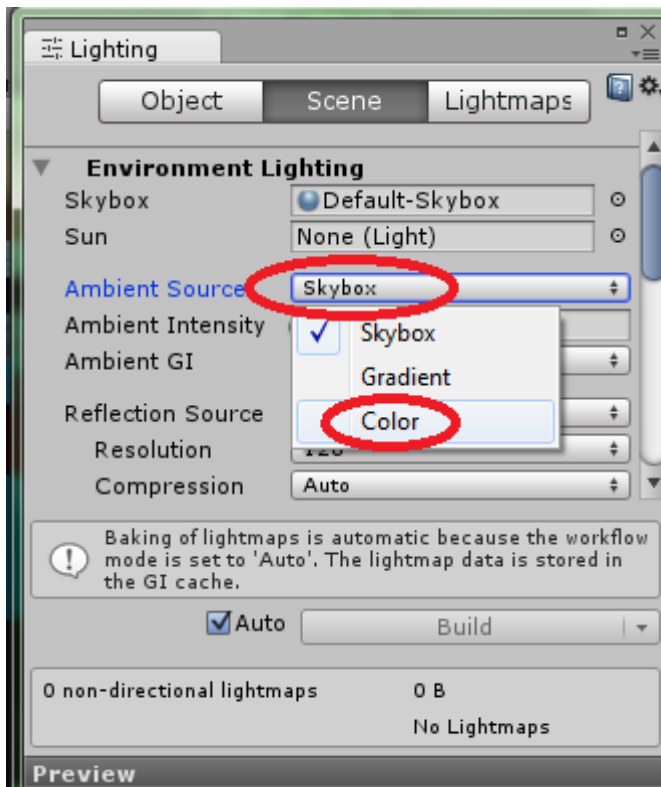 Lighting
Object Scene Lightmaps
Environment Lighting
Skybox Default-Skybox
Sun None (Light)
Ambient Source Skybox
Ambient Intensity Skybox
Ambient GI Gradient
Reflection Source Color
Resolution 128
Compression Auto
Baking of lightmaps is automatic because the workflow
mode is set to 'Auto'. The lightmap data is stored in
the GI cache.
Auto Build
0 non-directional lightmaps 0 B
No Lightmaps
Preview